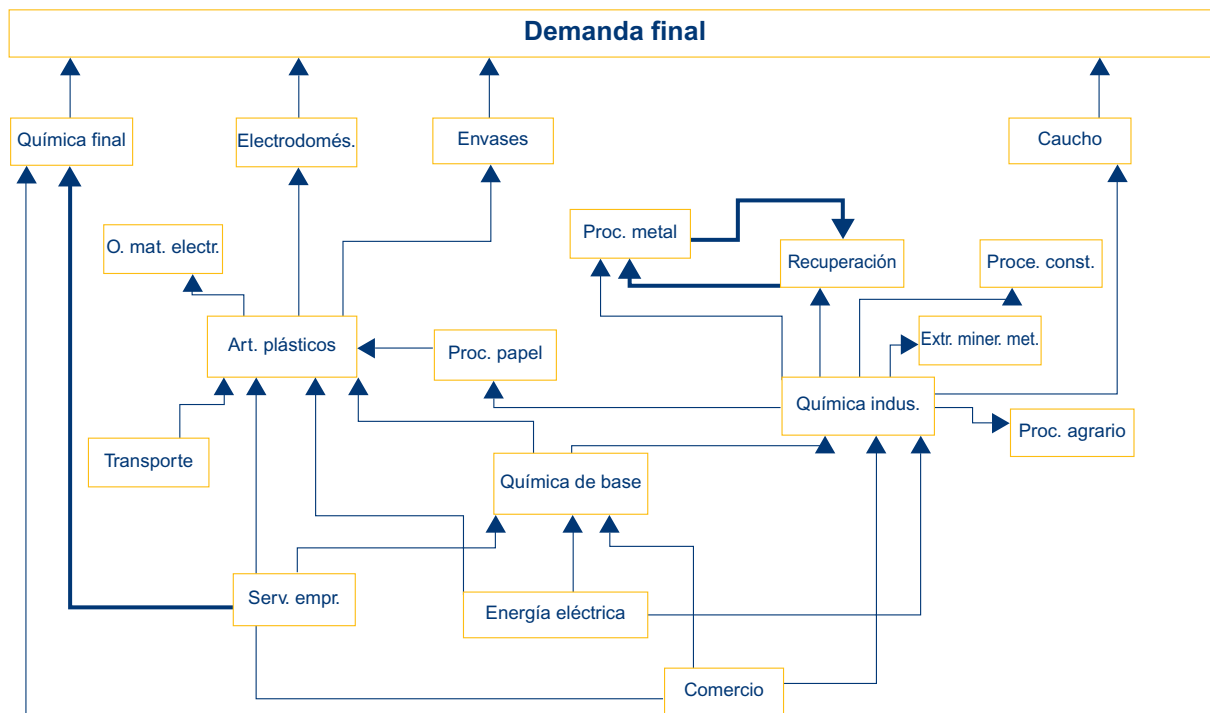 Demanda final
Química final
Electrodomés.
Envases
Caucho
O. mat. electr.
Proc. metal
Recuperación
Proce. const.
Art. plásticos
Proc. papel
Extr. miner. met.
Química indus.
Proc. agrario
Transporte
Química de base
Serv. empr.
Energía eléctrica
Comercio